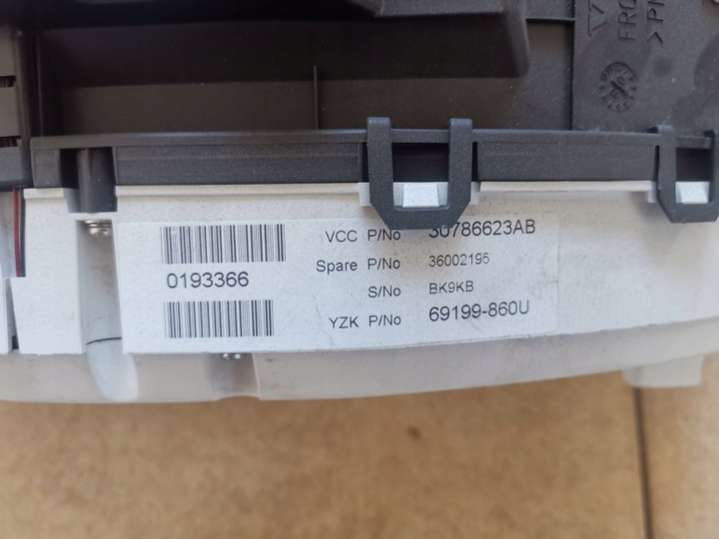 VCC P/No 30786623AB
Spare P/No 36002195
0193366
S/No BK9KB
YZK P/No 69199-860U